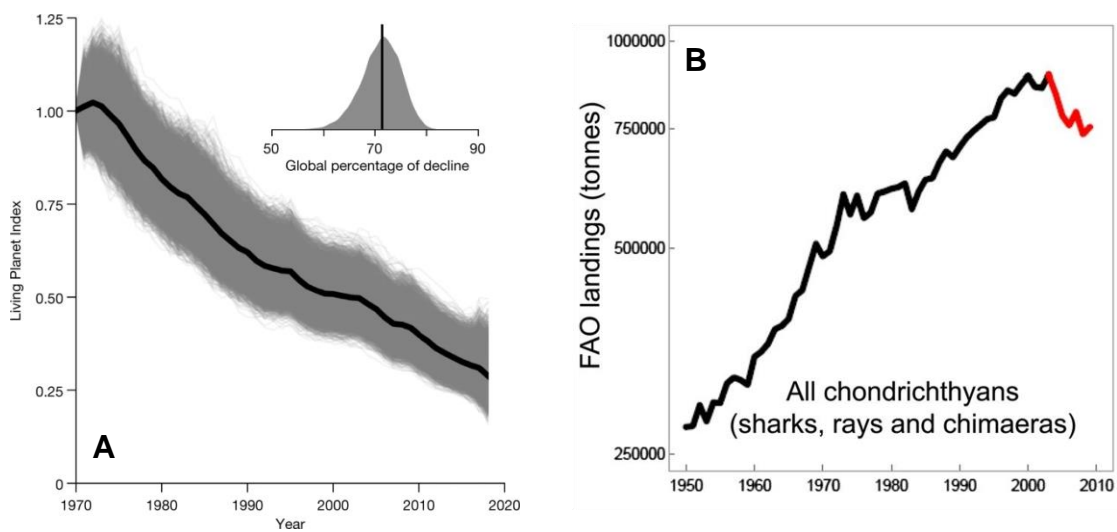 1.25
1.00
0.75
0.50
0.25
0
Living Planet Index
1970 1980 1990 2000 2010 2020
Year
50 90
Global percentage of decline
A
B
1000000
750000
500000
250000
FAO landings (tonnes)
All chondrichthyans
(sharks, rays and chimaeras)
1950 1960 1970 1980 1990 2000 2010